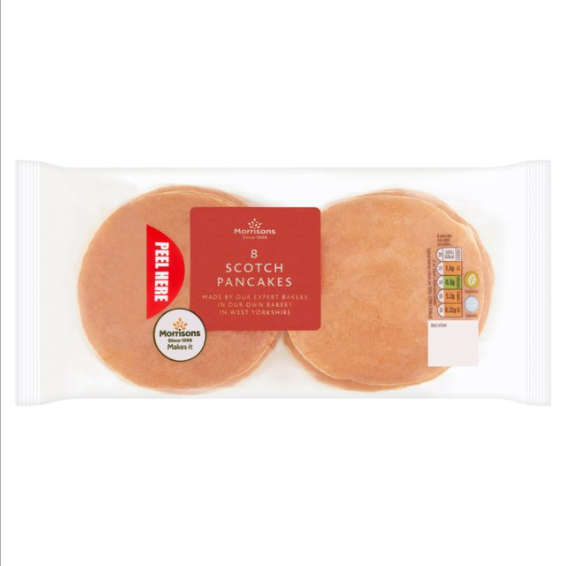 PEEL HERE
Morrisons
Since 1899
8
SCOTCH
PANCAKES
MADE BY OUR EXPERT BAKERS
IN OUR OWN BAKERY
IN WEST YORKSHIRE
Morrisons
Since 1899
Makes it